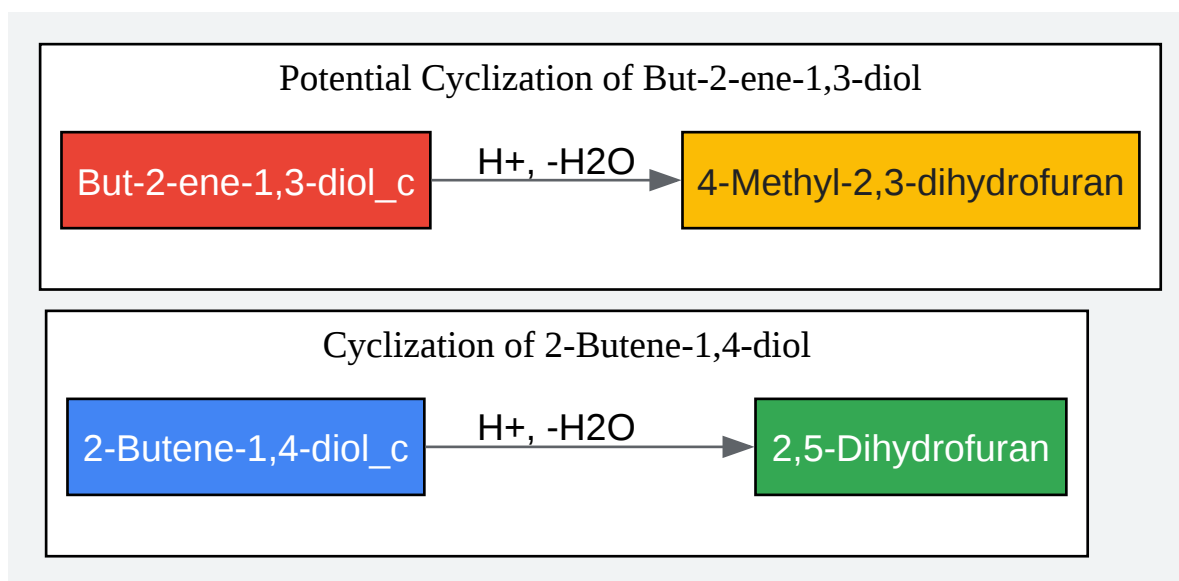 Potential Cyclization of But-2-ene-1,3-diol
But-2-ene-1,3-diol_c
H+, -H2O
4-Methyl-2,3-dihydrofuran
Cyclization of 2-Butene-1,4-diol
2-Butene-1,4-diol_c
H+, -H2O
2,5-Dihydrofuran